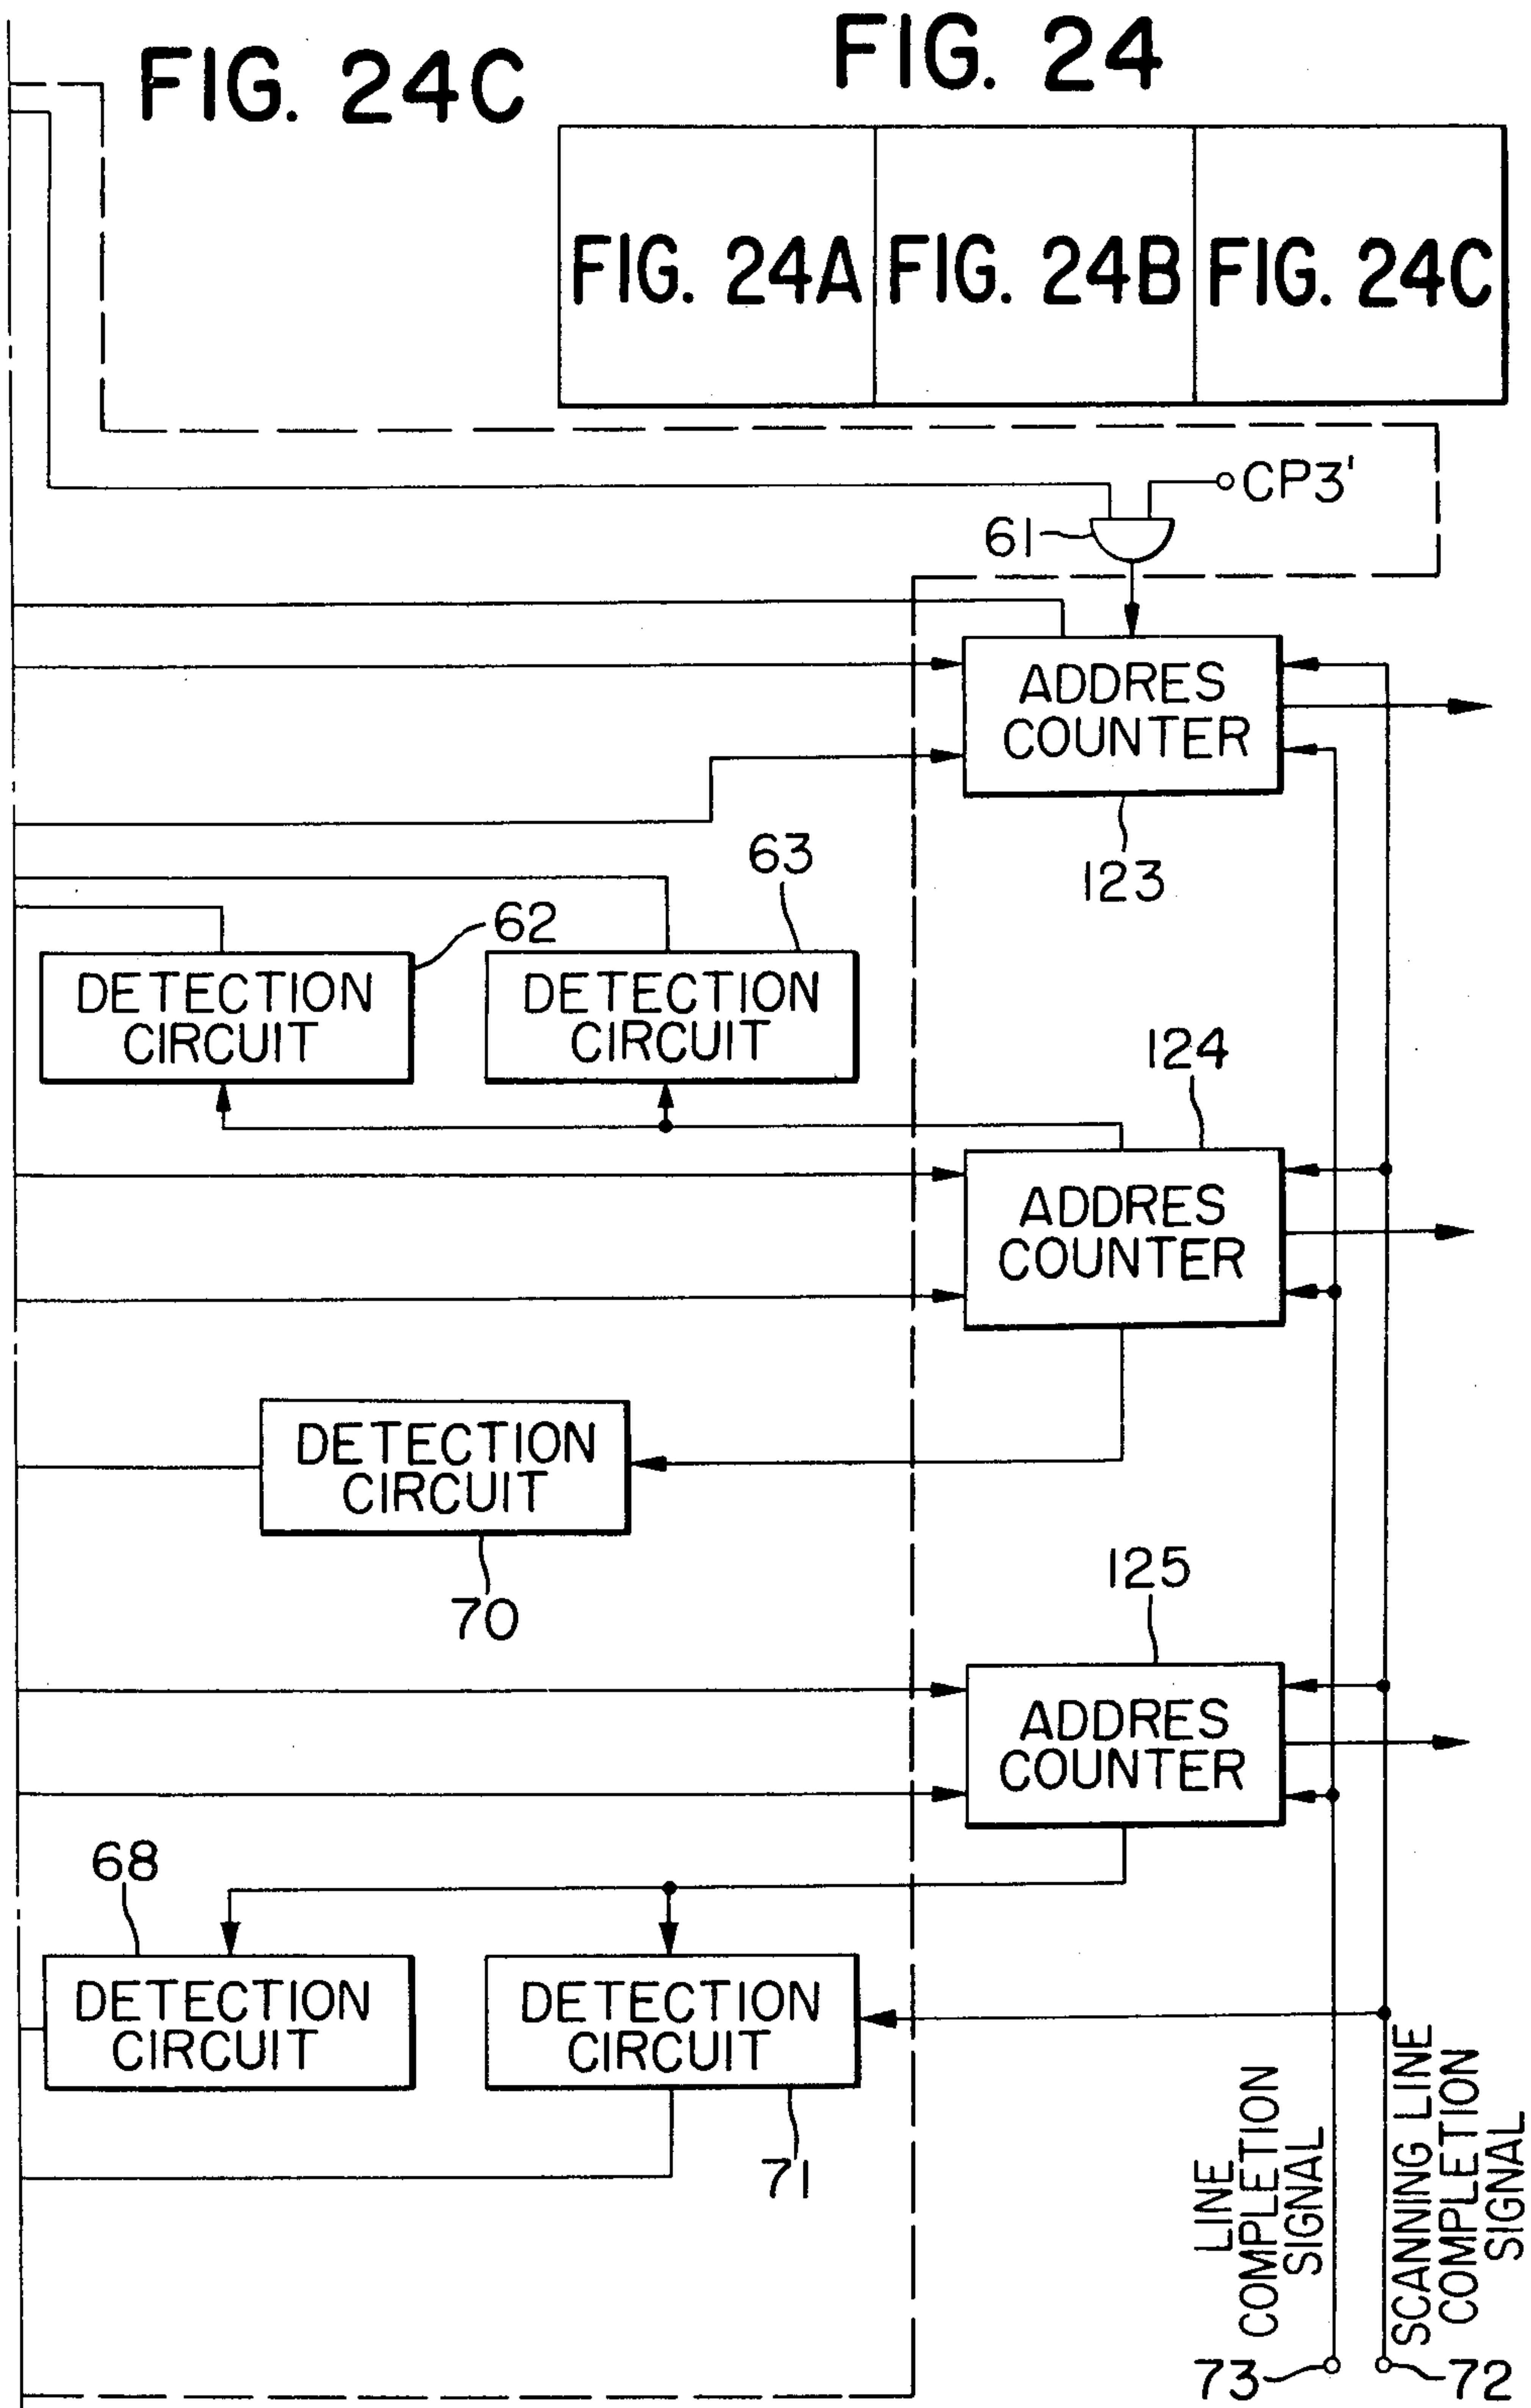 FIG. 24C
FIG. 24
FIG. 24A
FIG. 24B
FIG. 24C
CP3'
61
ADDRES
COUNTER
123
63
62
DETECTION
CIRCUIT
DETECTION
CIRCUIT
124
ADDRES
COUNTER
DETECTION
CIRCUIT
70
125
ADDRES
COUNTER
68
DETECTION
CIRCUIT
DETECTION
CIRCUIT
71
LINE
COMPLETION
SIGNAL
SCANNING LINE
COMPLETION
SIGNAL
73
72